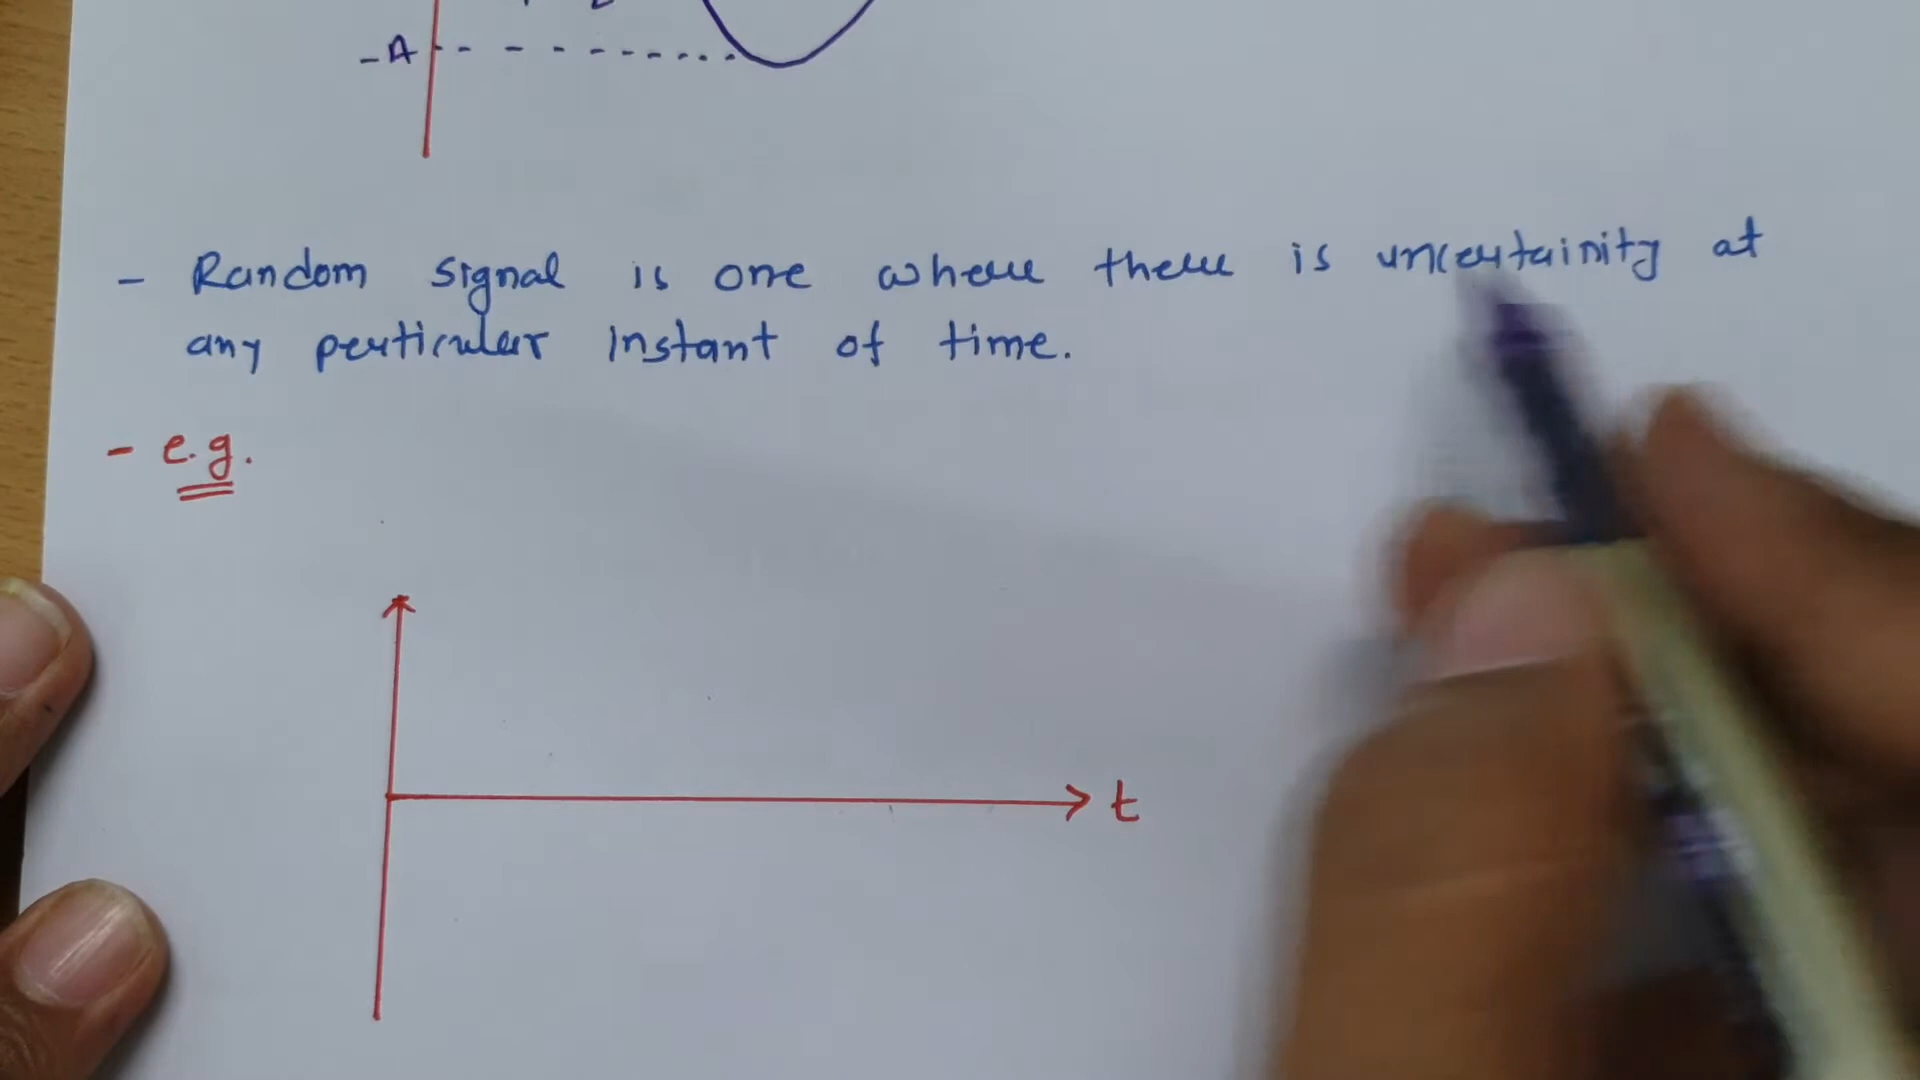 -A
- Random signal is one where there is uncertainity at
any perticular instant of time.
- e.g.
t